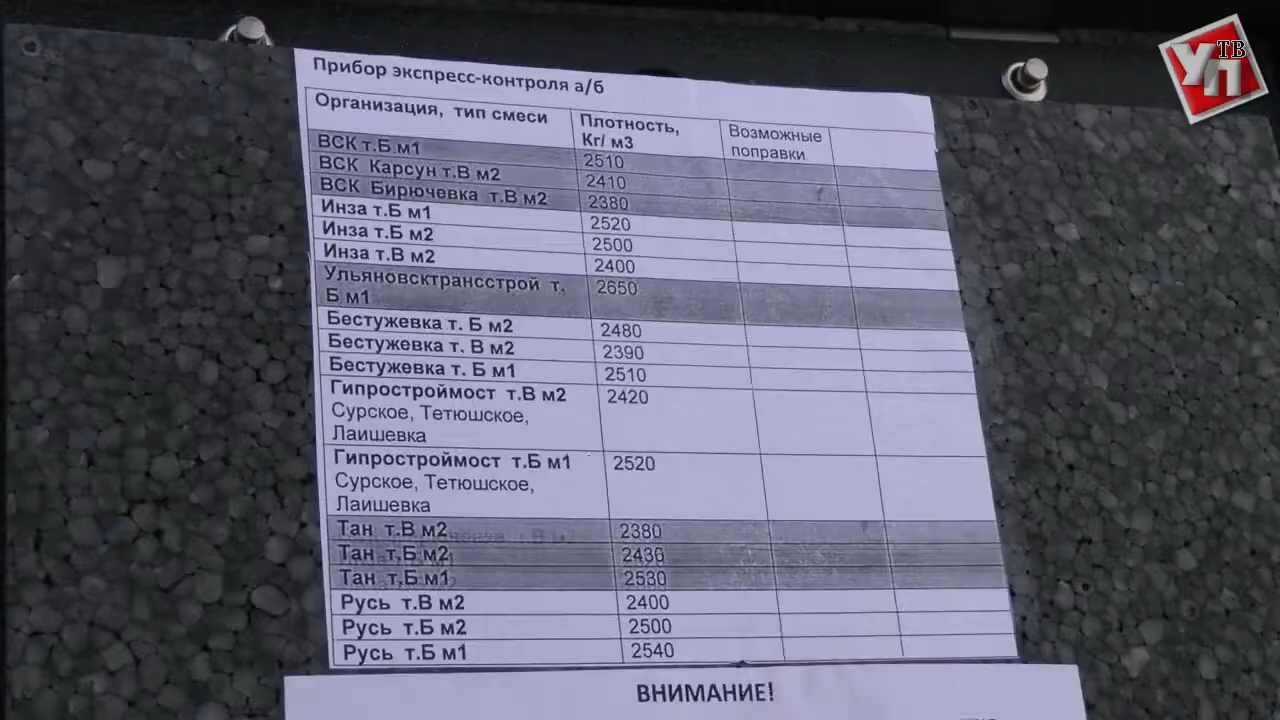 УП ТВ
Прибор экспресс-контроля а/б
Организация, тип смеси Плотность, Кг/ м3 Возможные поправки
ВСК т.Б м1 2510
ВСК Карсун т.В м2 2410
ВСК Бирючевка т.В м2 2380
Инза т.Б м1 2520
Инза т.Б м2 2500
Инза т.В м2 2400
Ульяновсктрансстрой т. 2650
Б м1
Бестужевка т. Б м2 2480
Бестужевка т. В м2 2390
Бестужевка т. Б м1 2510
Гипростроймост т.В м2 2420
Сурское, Тетюшское,
Лаишевка
Гипростроймост т.Б м1 2520
Сурское, Тетюшское,
Лаишевка
Тан т.В м2 2380
Тан т.Б м2 2430
Тан т.Б м1 2530
Русь т.В м2 2400
Русь т.Б м2 2500
Русь т.Б м1 2540
ВНИМАНИЕ!